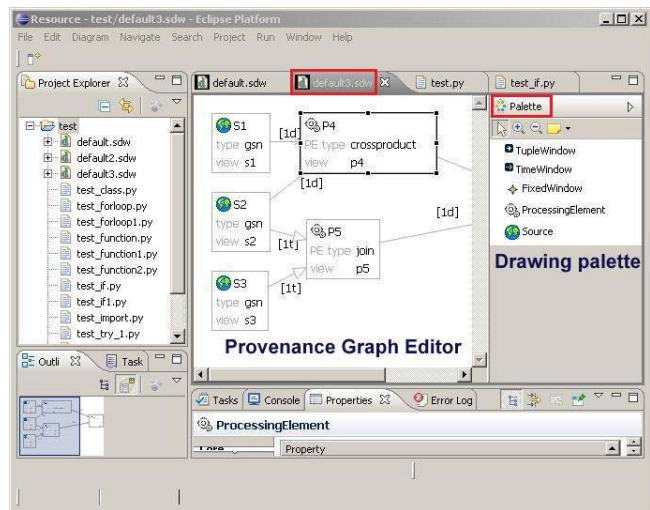 Resource - test/default3.sdw - Eclipse Platform
File Edit Diagram Navigate Search Project Run Window Help
Project Explorer
test
default.sdw
default2.sdw
default3.sdw
test_class.py
test_forloop.py
test_forloop1.py
test_function.py
test_function1.py
test_function2.py
test_if.py
test_if1.py
test_import.py
test_try_1.py
Outli Task
default.sdw default3.sdw test.py test_if.py
S1
type gsn
view s1
[1d]
P4
PE type crossproduct
view p4
[1d]
S2
type gsn
view s2
[1t]
P5
PE type join
view p5
[1d]
S3
type gsn
view s3
[1t]
Provenance Graph Editor
Palette
TupleWindow
TimeWindow
FixedWindow
ProcessingElement
Source
Drawing palette
Tasks Console Properties Error Log
ProcessingElement
Property